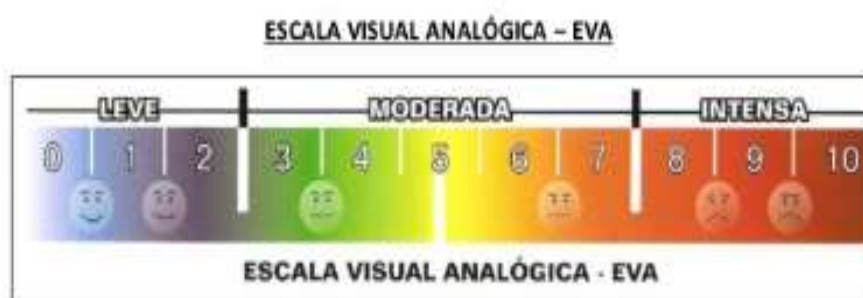 ESCALA VISUAL ANALÓGICA – EVA
LEVE MODERADA INTENSA
0 1 2 3 4 5 6 7 8 9 10
ESCALA VISUAL ANALÓGICA - EVA